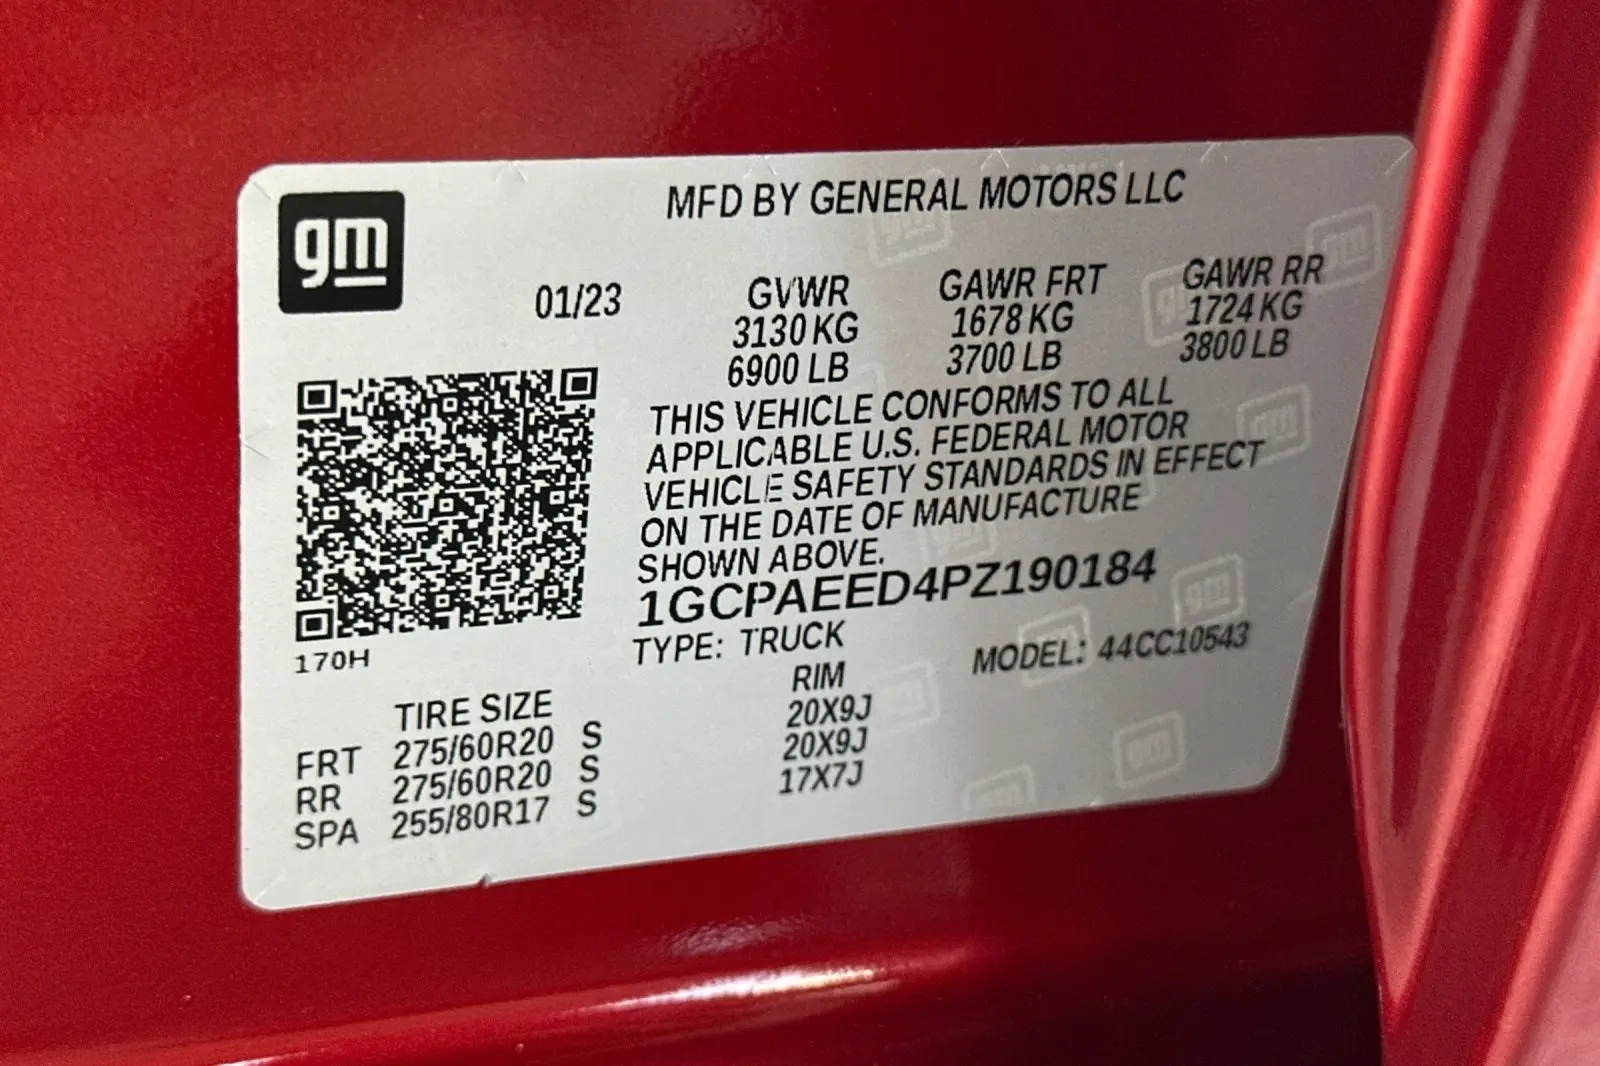 gm
MFD BY GENERAL MOTORS LLC
01/23
GVWR GAWR FRT GAWR RR
3130 KG 1678 KG 1724 KG
6900 LB 3700 LB 3800 LB
THIS VEHICLE CONFORMS TO ALL
APPLICABLE U.S. FEDERAL MOTOR
VEHICLE SAFETY STANDARDS IN EFFECT
ON THE DATE OF MANUFACTURE
SHOWN ABOVE.
1GCPAEED4PZ190184
170H
TYPE: TRUCK MODEL: 44CC10543
TIRE SIZE RIM
FRT 275/60R20 S 20X9J
RR 275/60R20 S 20X9J
SPA 255/80R17 S 17X7J